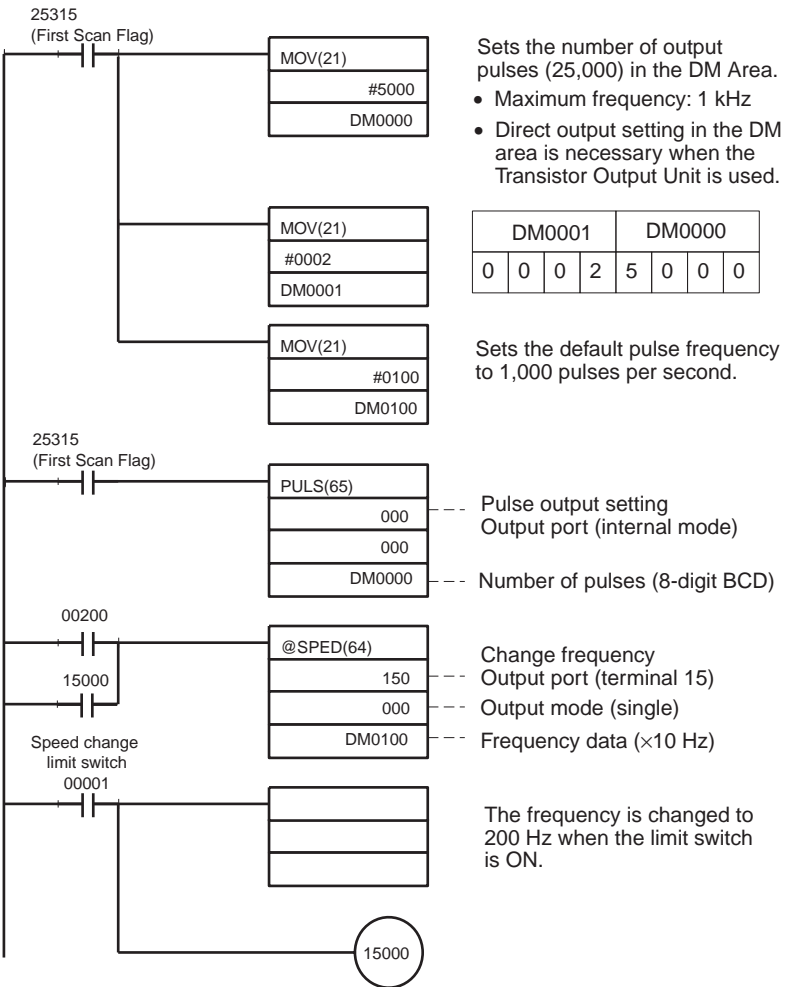 25315
(First Scan Flag)
MOV(21)
#5000
DM0000
Sets the number of output
pulses (25,000) in the DM Area.
• Maximum frequency: 1 kHz
• Direct output setting in the DM
area is necessary when the
Transistor Output Unit is used.
MOV(21)
#0002
DM0001
DM0001 DM0000
0 0 0 2 5 0 0 0
MOV(21)
#0100
DM0100
Sets the default pulse frequency
to 1,000 pulses per second.
25315
(First Scan Flag)
PULS(65)
000
000
DM0000
Pulse output setting
Output port (internal mode)
Number of pulses (8-digit BCD)
00200
15000
@SPED(64)
150
000
DM0100
Change frequency
Output port (terminal 15)
Output mode (single)
Frequency data (×10 Hz)
Speed change
limit switch
00001
The frequency is changed to
200 Hz when the limit switch
is ON.
15000